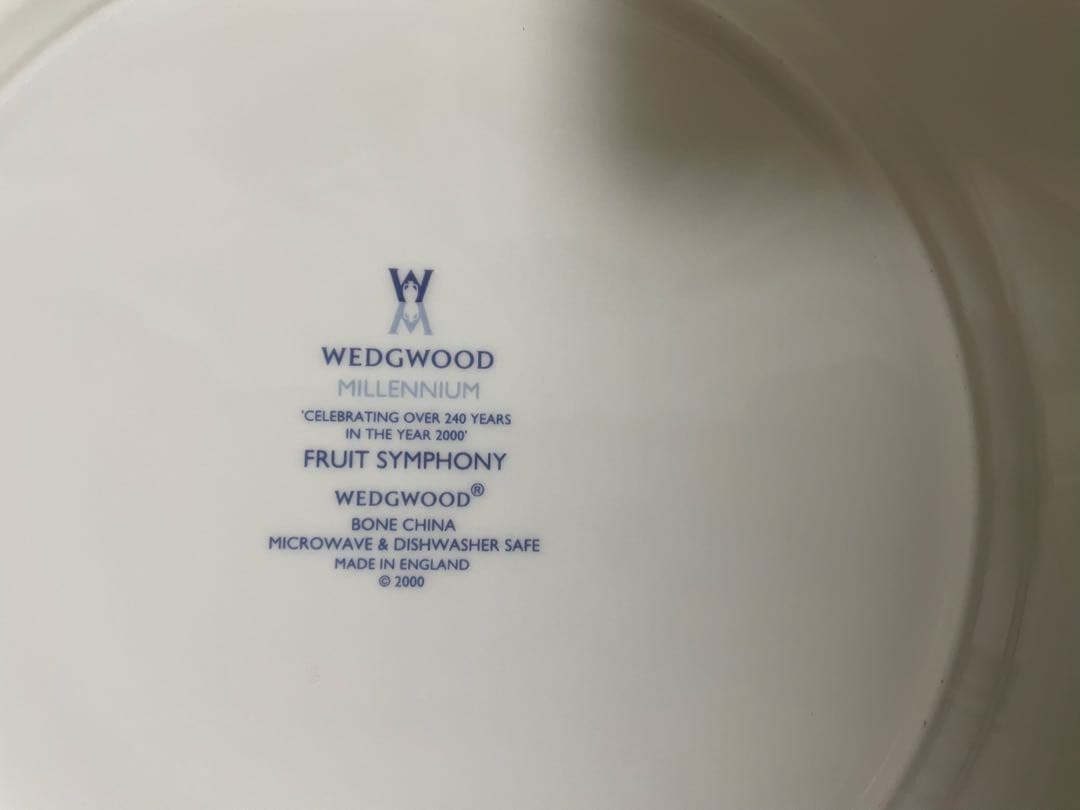 W
WEDGWOOD
MILLENNIUM
'CELEBRATING OVER 240 YEARS
IN THE YEAR 2000'
FRUIT SYMPHONY
WEDGWOOD®
BONE CHINA
MICROWAVE & DISHWASHER SAFE
MADE IN ENGLAND
© 2000